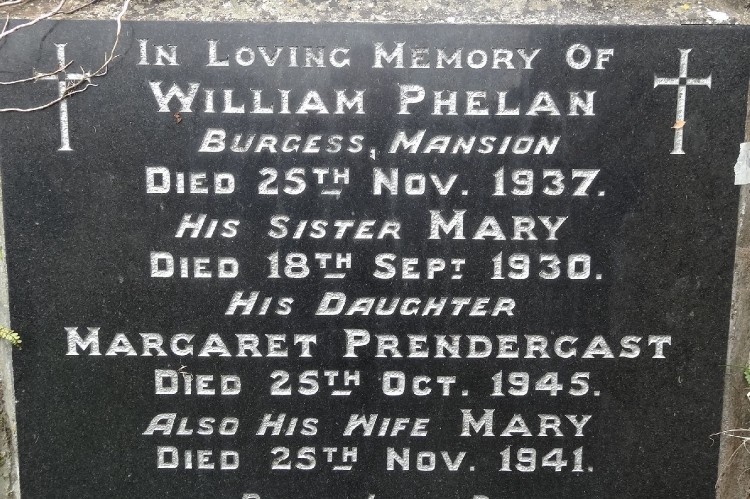 In Loving Memory Of
William Phelan
Burgess, Mansion
Died 25th Nov. 1937.
His Sister Mary
Died 18th Sept 1930.
His Daughter
Margaret Prendergast
Died 25th Oct. 1945.
Also His Wife Mary
Died 25th Nov. 1941.